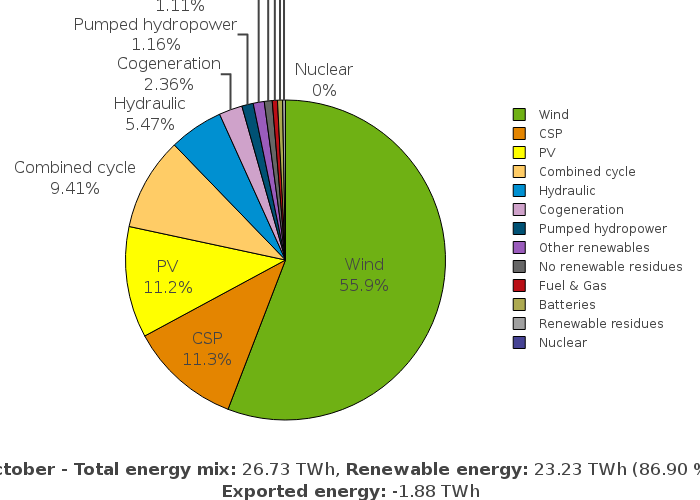 1.11%
Pumped hydropower
1.16%
Cogeneration
2.36%
Nuclear
0%
Hydraulic
5.47%
Combined cycle
9.41%
PV
11.2%
Wind
55.9%
CSP
11.3%
Wind
CSP
PV
Combined cycle
Hydraulic
Cogeneration
Pumped hydropower
Other renewables
No renewable residues
Fuel & Gas
Batteries
Renewable residues
Nuclear
ctober - Total energy mix: 26.73 TWh, Renewable energy: 23.23 TWh (86.90 %
Exported energy: -1.88 TWh